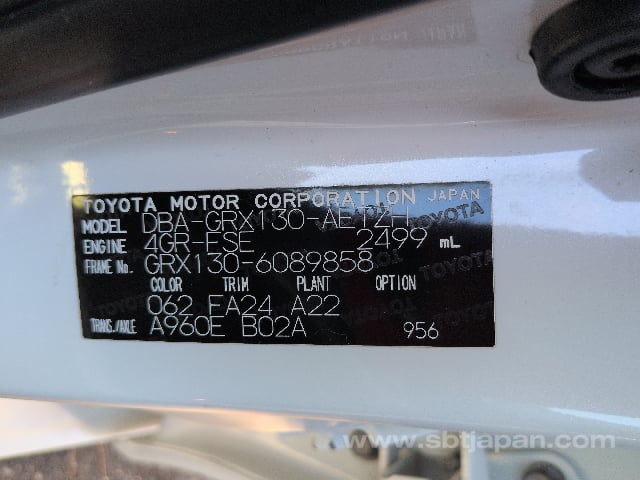 TOYOTA MOTOR CORPORATION JAPAN
MODEL DBA-GRX130-AETZH
ENGINE 4GR-FSE 2499 mL
FRAME No. GRX130-6089858
COLOR TRIM PLANT OPTION
062 FA24 A22
TRANS./AXLE A960E B02A 956
www.sbtjapan.com